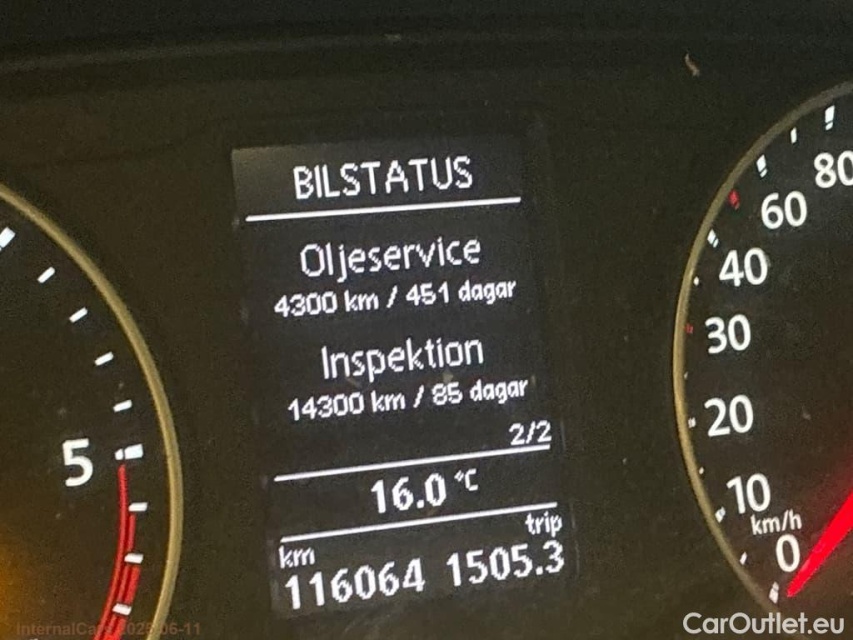 BILSTATUS
Oljeservice
4300 km / 451 dagar
Inspektion
14300 km / 85 dagar
2/2
16.0 °C
km trip
116064 1505.3
5
80
60
40
30
20
10
km/h
0
CarOutlet.eu